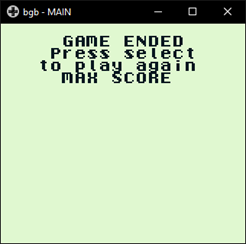 bgb - MAIN
GAME ENDED
Press select
to play again
MAX SCORE